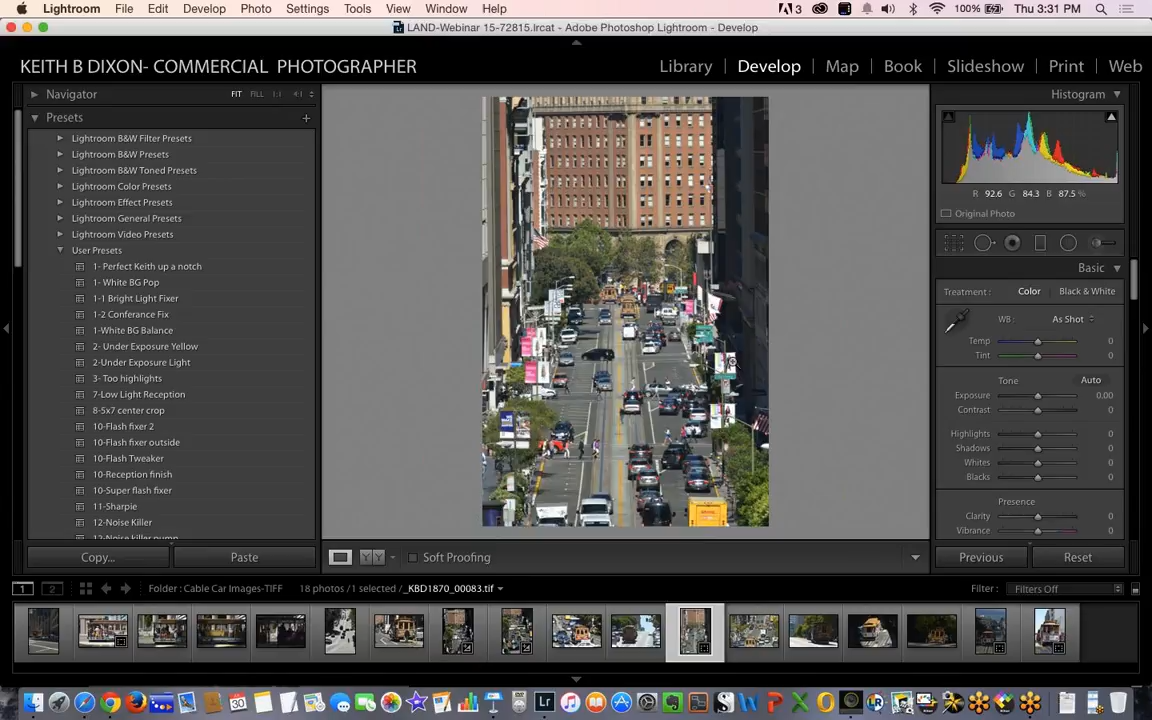 Lightroom File Edit Develop Photo Settings Tools View Window Help 3 100% Thu 3:31 PM
LAND-Webinar 15-72815.lrcat - Adobe Photoshop Lightroom - Develop
KEITH B DIXON- COMMERCIAL PHOTOGRAPHER
Library Develop Map Book Slideshow Print Web
Navigator FIT FILL 1:1 4:1
Presets +
Lightroom B&W Filter Presets
Lightroom B&W Presets
Lightroom B&W Toned Presets
Lightroom Color Presets
Lightroom Effect Presets
Lightroom General Presets
Lightroom Video Presets
User Presets
1- Perfect Keith up a notch
1- White BG Pop
1-1 Bright Light Fixer
1-2 Conferance Fix
1-White BG Balance
2- Under Exposure Yellow
2-Under Exposure Light
3- Too highlights
7-Low Light Reception
8-5x7 center crop
10-Flash fixer 2
10-Flash fixer outside
10-Flash Tweaker
10-Reception finish
10-Super flash fixer
11-Sharpie
12-Noise Killer
12-Noise killer pump
Copy... Paste
Histogram
R 92.6 G 84.3 B 87.5 %
Original Photo
Basic
Treatment : Color Black & White
WB: As Shot
Temp 0
Tint 0
Tone Auto
Exposure 0.00
Contrast 0
Highlights 0
Shadows 0
Whites 0
Blacks 0
Presence
Clarity 0
Vibrance 0
Previous Reset
Y Y Soft Proofing
1 2 Folder : Cable Car Images-TIFF 18 photos /1 selected /_KBD1870_00083.tif Filter : Filters Off
30 Lr LR